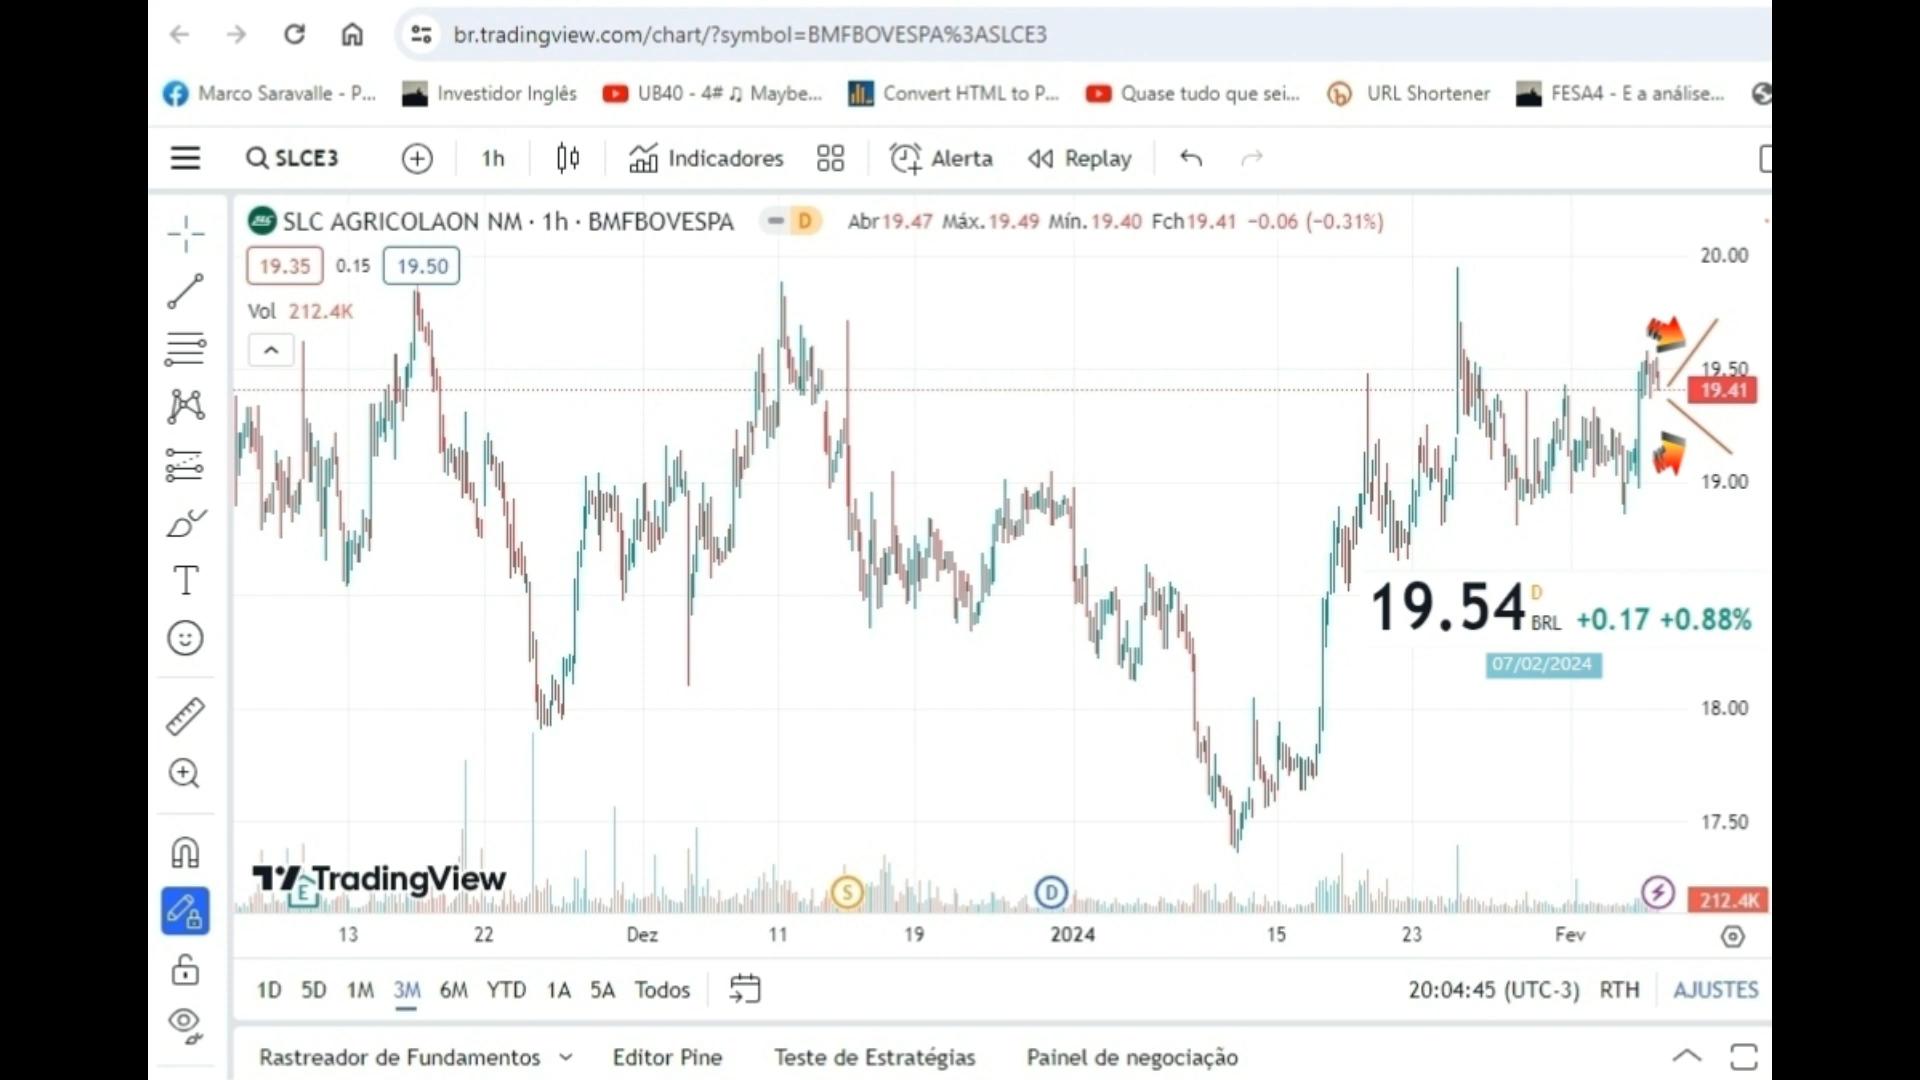 br.tradingview.com/chart/?symbol=BMFBOVESPA%3ASLCE3
Marco Saravalle - P... Investidor Inglês UB40 - 4# ♫ Maybe... Convert HTML to P... Quase tudo que sei... URL Shortener FESA4 - E a análise...
SLCE3 1h Indicadores Alerta Replay
SLC AGRICOLAON NM · 1h · BMFBOVESPA D Abr19.47 Máx.19.49 Mín.19.40 Fch19.41 −0.06 (−0.31%)
19.35 0.15 19.50
Vol 212.4K
20.00
19.50
19.41
19.00
19.54 D BRL +0.17 +0.88%
07/02/2024
18.00
17.50
TradingView
E S D
212.4K
13 22 Dez 11 19 2024 15 23 Fev
1D 5D 1M 3M 6M YTD 1A 5A Todos 20:04:45 (UTC-3) RTH AJUSTES
Rastreador de Fundamentos Editor Pine Teste de Estratégias Painel de negociação